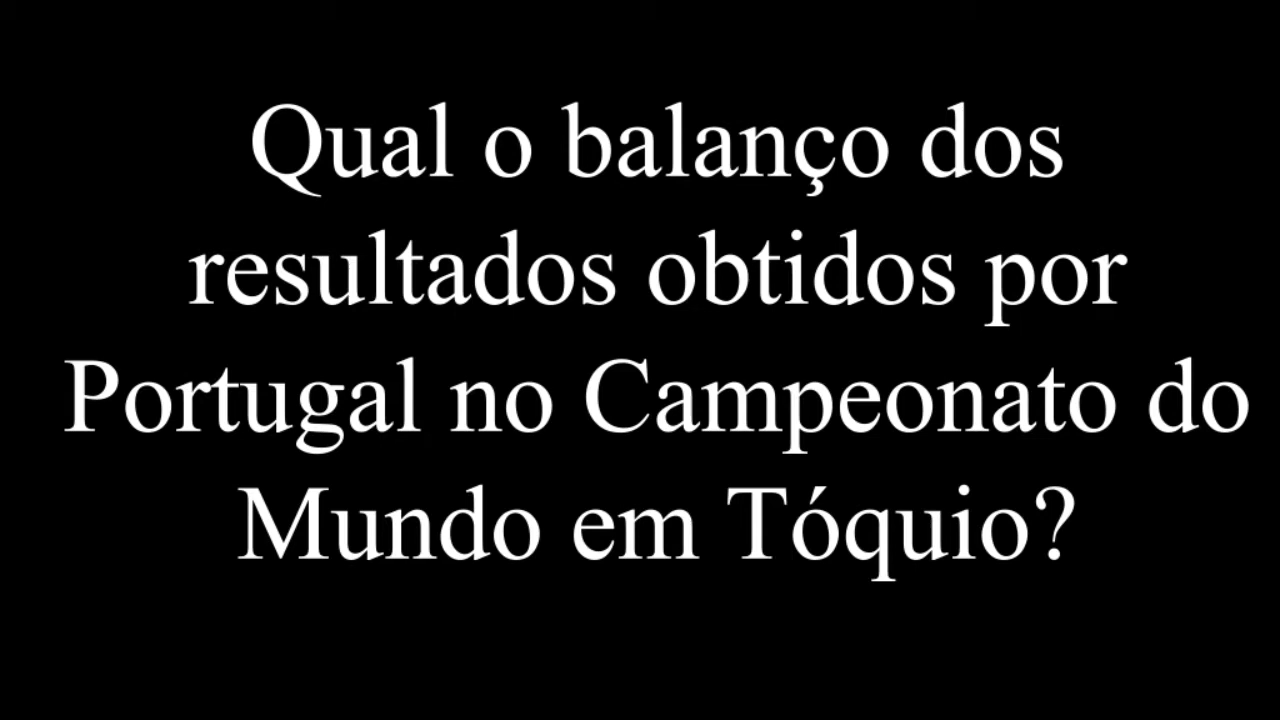 Qual o balanço dos
resultados obtidos por
Portugal no Campeonato do
Mundo em Tóquio?